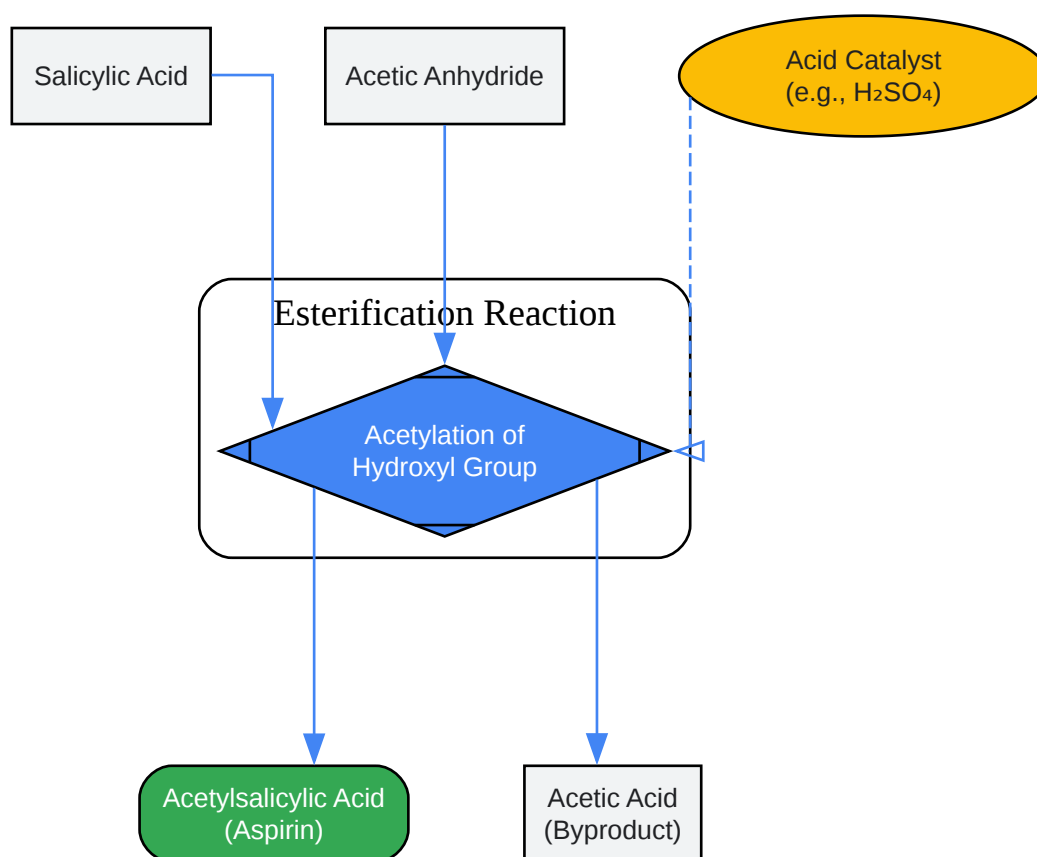 Salicylic Acid
Acetic Anhydride
Acid Catalyst
(e.g., H₂SO₄)
Esterification Reaction
Acetylation of
Hydroxyl Group
Acetylsalicylic Acid
(Aspirin)
Acetic Acid
(Byproduct)